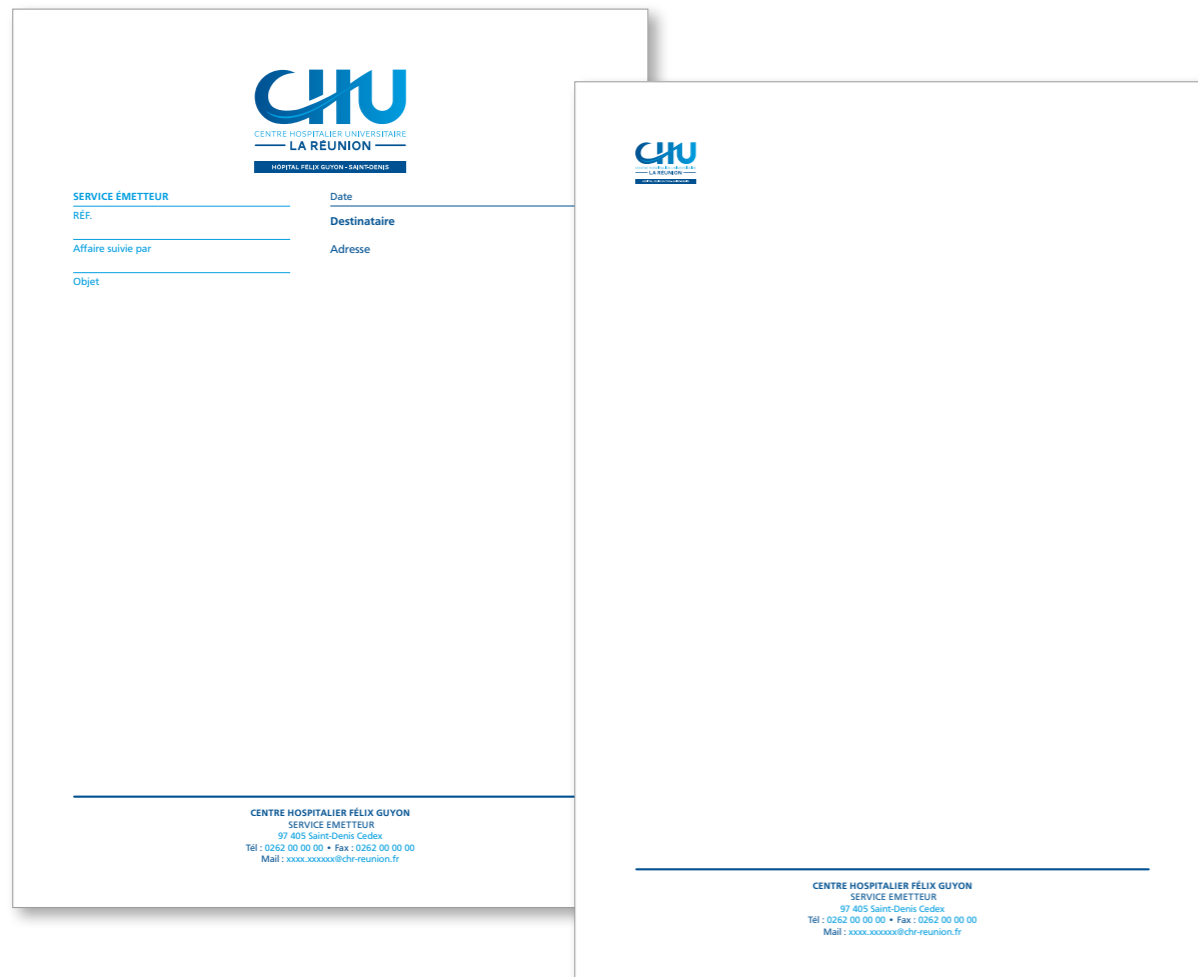 CHU
CENTRE HOSPITALIER UNIVERSITAIRE
LA RÉUNION
HÔPITAL FÉLIX GUYON - SAINT-DENIS
SERVICE ÉMETTEUR
RÉF.
Affaire suivie par
Objet
Date
Destinataire
Adresse
CENTRE HOSPITALIER FÉLIX GUYON
SERVICE EMETTEUR
97 405 Saint-Denis Cedex
Tél : 0262 00 00 00 • Fax : 0262 00 00 00
Mail : xxxx.xxxxxx@chr-reunion.fr
CHU
LA RÉUNION
CENTRE HOSPITALIER FÉLIX GUYON
SERVICE EMETTEUR
97 405 Saint-Denis Cedex
Tél : 0262 00 00 00 • Fax : 0262 00 00 00
Mail : xxxx.xxxxxx@chr-reunion.fr